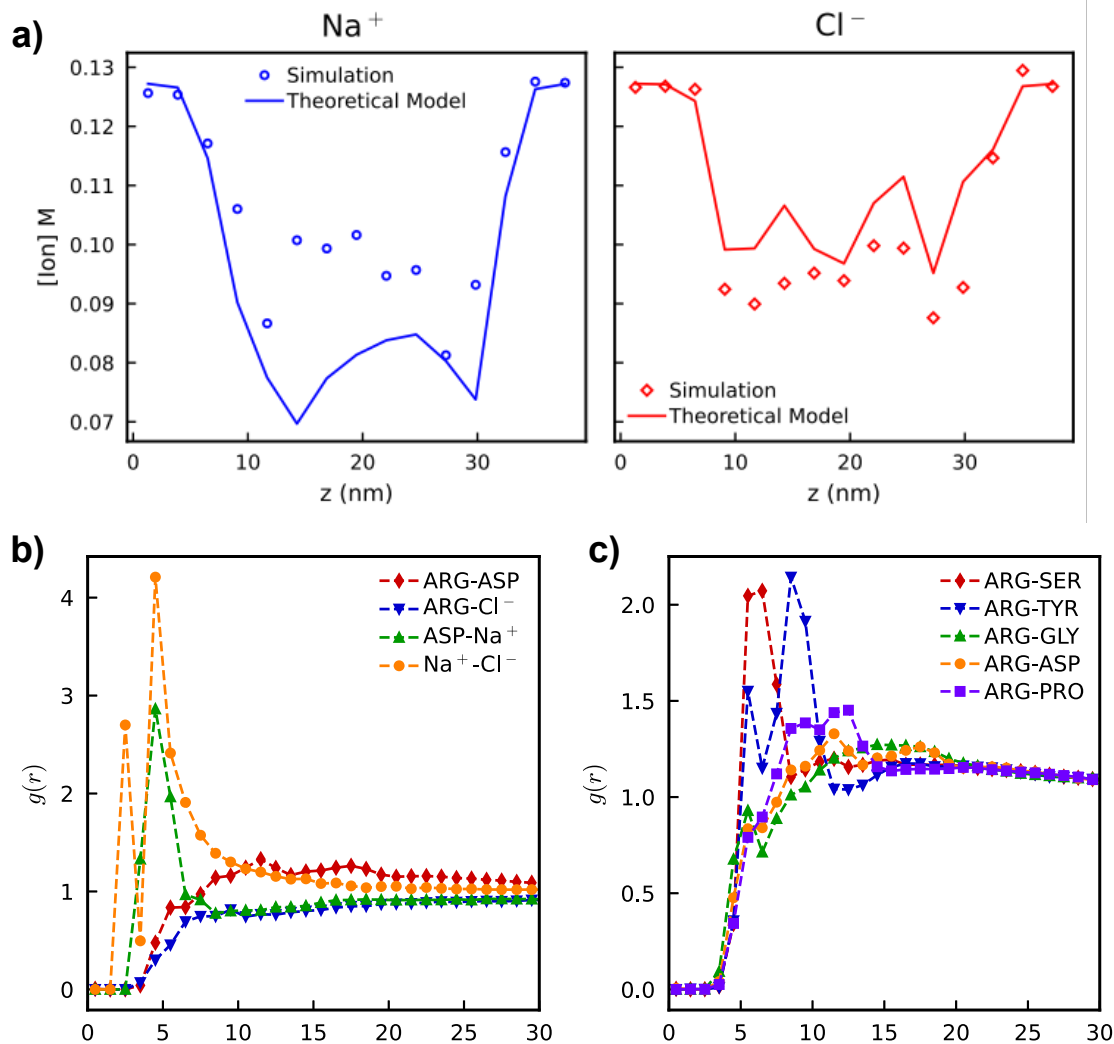 a)
Na⁺
Cl⁻
0.13
0.12
0.11
0.10
0.09
0.08
0.07
[Ion] M
Simulation
Theoretical Model
Simulation
Theoretical Model
0 10 20 30
0 10 20 30
z (nm)
z (nm)
b)
4
3
2
1
0
g(r)
ARG-ASP
ARG-Cl⁻
ASP-Na⁺
Na⁺-Cl⁻
0 5 10 15 20 25 30
c)
2.0
1.5
1.0
0.5
0.0
g(r)
ARG-SER
ARG-TYR
ARG-GLY
ARG-ASP
ARG-PRO
0 5 10 15 20 25 30